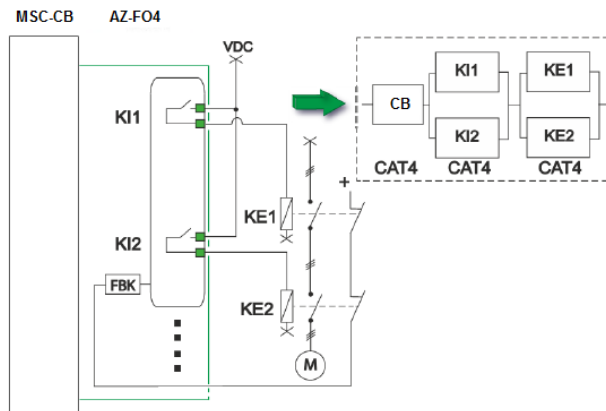 MSC-CB AZ-FO4
VDC
KI1
KI2
FBK
KE1
KE2
+
M
CB
KI1
KE1
KI2
KE2
CAT4 CAT4 CAT4